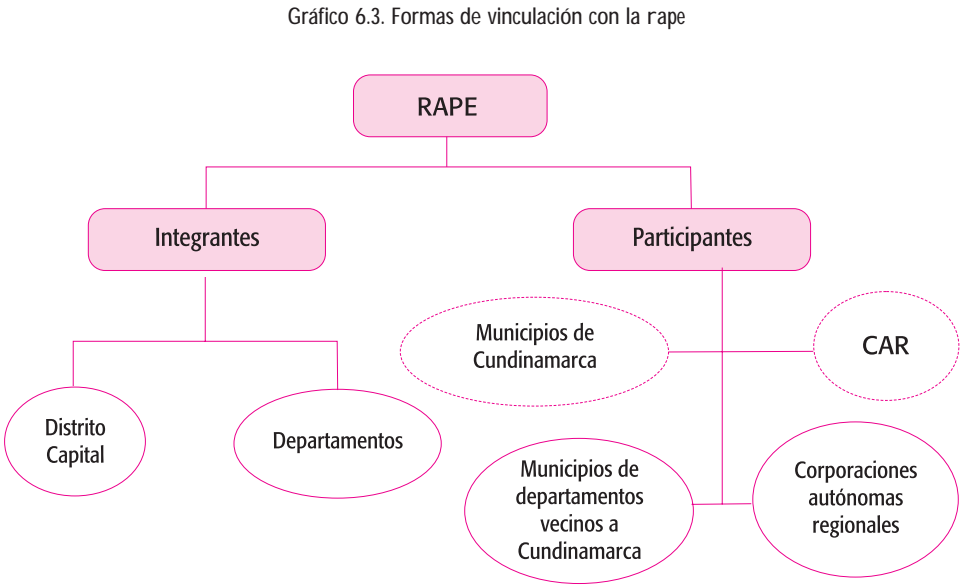 Gráfico 6.3. Formas de vinculación con la rape
RAPE
Integrantes
Participantes
Municipios de
Cundinamarca
CAR
Distrito
Capital
Departamentos
Municipios de
departamentos
vecinos a
Cundinamarca
Corporaciones
autónomas
regionales